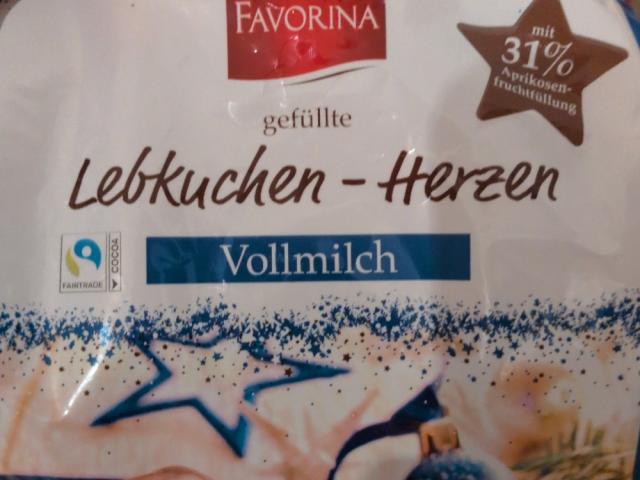 FAVORINA
mit
31%
Aprikosen-
fruchtfüllung
gefüllte
Lebkuchen - Herzen
Vollmilch
FAIRTRADE
COCOA